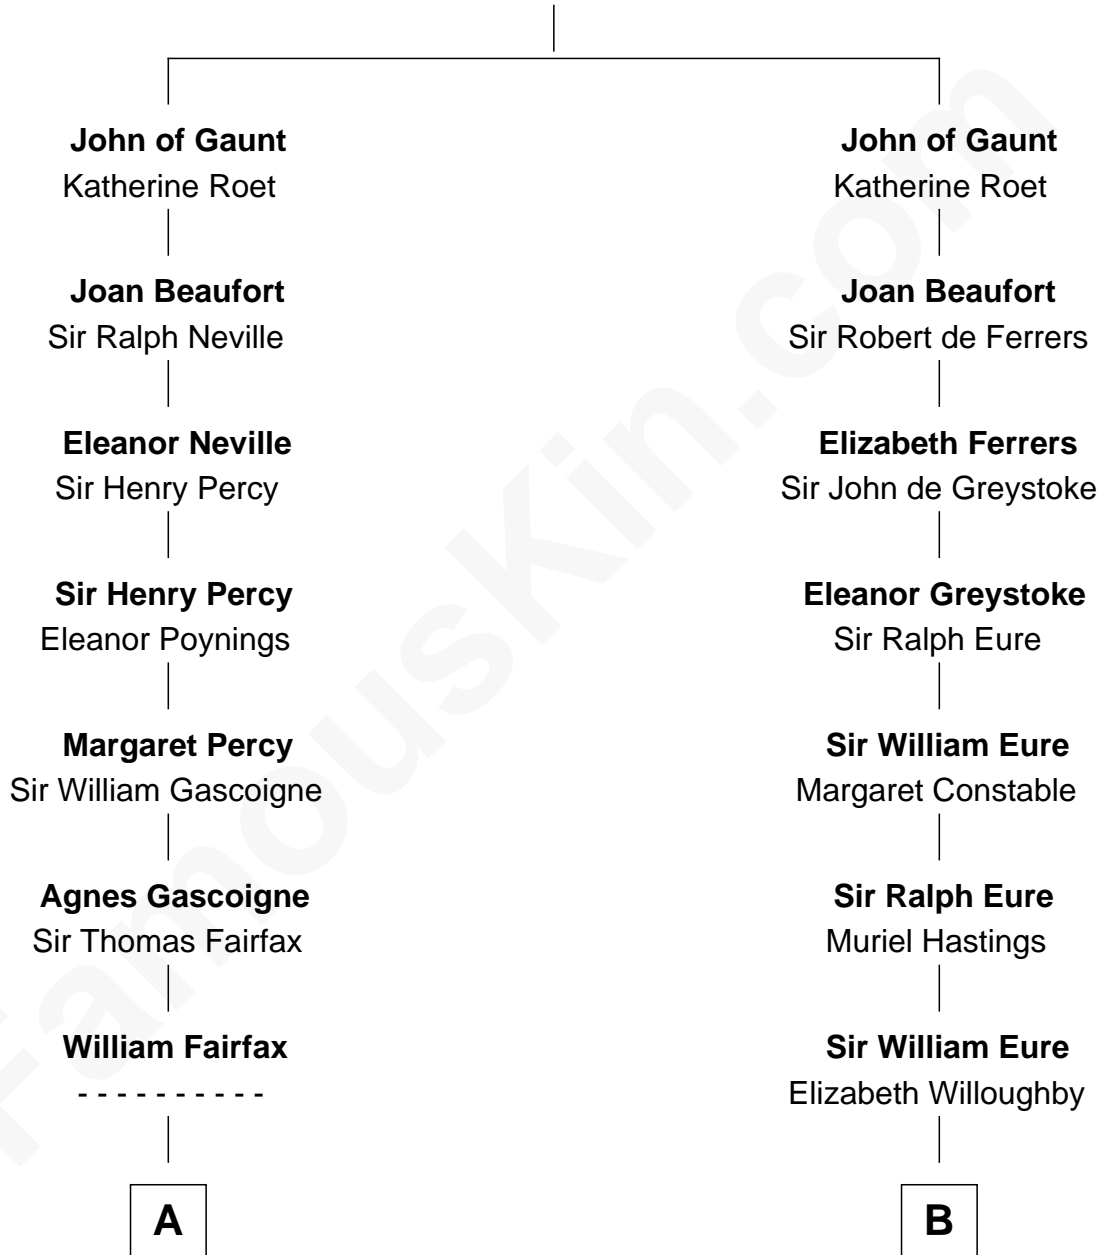 John of Gaunt
Katherine Roet
Joan Beaufort
Sir Ralph Neville
Eleanor Neville
Sir Henry Percy
Sir Henry Percy
Eleanor Poynings
Margaret Percy
Sir William Gascoigne
Agnes Gascoigne
Sir Thomas Fairfax
William Fairfax
- - - - - - - - - -
A
John of Gaunt
Katherine Roet
Joan Beaufort
Sir Robert de Ferrers
Elizabeth Ferrers
Sir John de Greystoke
Eleanor Greystoke
Sir Ralph Eure
Sir William Eure
Margaret Constable
Sir Ralph Eure
Muriel Hastings
Sir William Eure
Elizabeth Willoughby
B
FamousKin.com